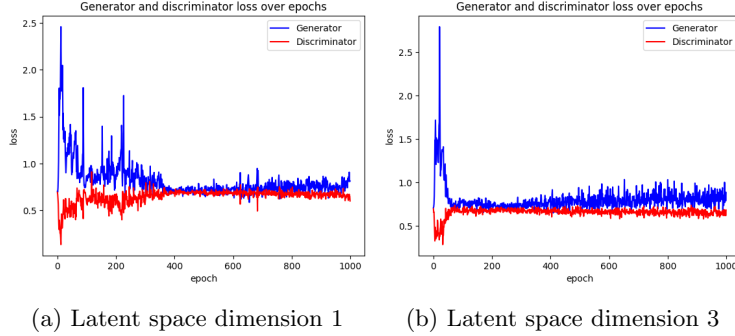 Generator and discriminator loss over epochs
Generator
Discriminator
2.5
2.0
1.5
1.0
0.5
loss
0 200 400 600 800 1000
epoch
(a) Latent space dimension 1
Generator and discriminator loss over epochs
Generator
Discriminator
2.5
2.0
1.5
1.0
0.5
loss
0 200 400 600 800 1000
epoch
(b) Latent space dimension 3